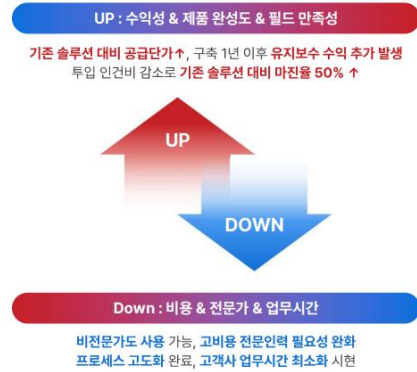 UP : 수익성 & 제품 완성도 & 필드 만족성
기존 솔루션 대비 공급단가↑, 구축 1년 이후 유지보수 수익 추가 발생
투입 인건비 감소로 기존 솔루션 대비 마진율 50% ↑
UP
DOWN
Down : 비용 & 전문가 & 업무시간
비전문가도 사용 가능, 고비용 전문인력 필요성 완화
프로세스 고도화 완료, 고객사 업무시간 최소화 시현